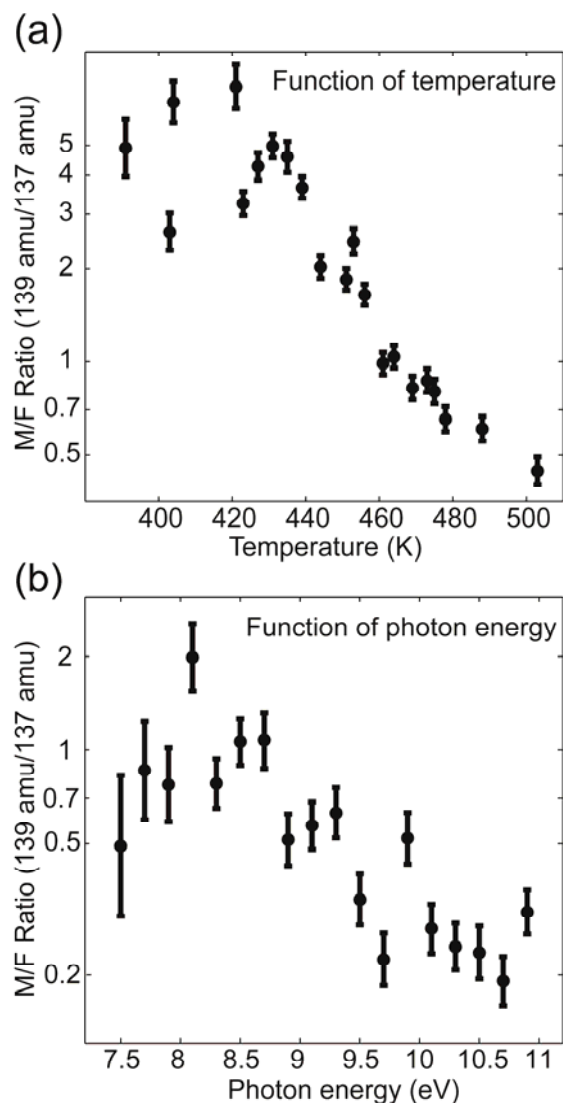 (a)
Function of temperature
M/F Ratio (139 amu/137 amu)
5
4
3
2
1
0.7
0.5
400 420 440 460 480 500
Temperature (K)
(b)
Function of photon energy
M/F Ratio (139 amu/137 amu)
2
1
0.7
0.5
0.2
7.5 8 8.5 9 9.5 10 10.5 11
Photon energy (eV)